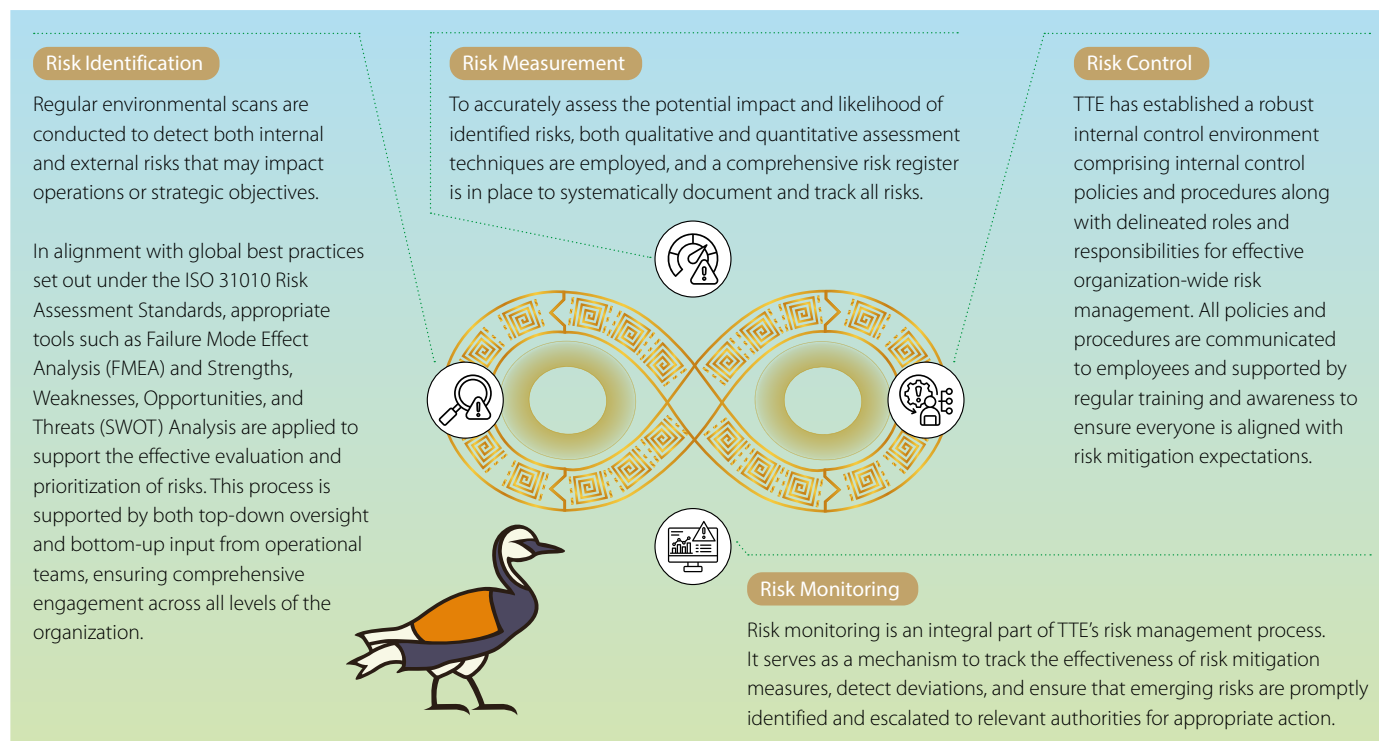 Risk Identification
Regular environmental scans are
conducted to detect both internal
and external risks that may impact
operations or strategic objectives.
In alignment with global best practices
set out under the ISO 31010 Risk
Assessment Standards, appropriate
tools such as Failure Mode Effect
Analysis (FMEA) and Strengths,
Weaknesses, Opportunities, and
Threats (SWOT) Analysis are applied to
support the effective evaluation and
prioritization of risks. This process is
supported by both top-down oversight
and bottom-up input from operational
teams, ensuring comprehensive
engagement across all levels of the
organization.
Risk Measurement
To accurately assess the potential impact and likelihood of
identified risks, both qualitative and quantitative assessment
techniques are employed, and a comprehensive risk register
is in place to systematically document and track all risks.
Risk Control
TTE has established a robust
internal control environment
comprising internal control
policies and procedures along
with delineated roles and
responsibilities for effective
organization-wide risk
management. All policies and
procedures are communicated
to employees and supported by
regular training and awareness to
ensure everyone is aligned with
risk mitigation expectations.
Risk Monitoring
Risk monitoring is an integral part of TTE's risk management process.
It serves as a mechanism to track the effectiveness of risk mitigation
measures, detect deviations, and ensure that emerging risks are promptly
identified and escalated to relevant authorities for appropriate action.